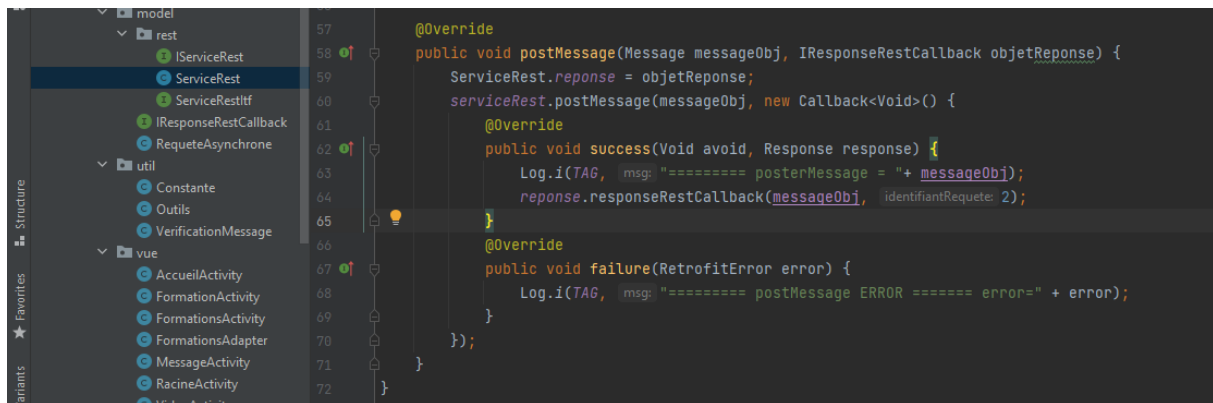 model
rest
IServiceRest
ServiceRest
ServiceRestItf
IResponseRestCallback
RequeteAsynchrone
util
Constante
Outils
VerificationMessage
vue
AccueilActivity
FormationActivity
FormationsActivity
FormationsAdapter
MessageActivity
RacineActivity
Structure
Favorites
57 @Override
58 public void postMessage(Message messageObj, IResponseRestCallback objetReponse) {
59 ServiceRest.reponse = objetReponse;
60 serviceRest.postMessage(messageObj, new Callback<Void>() {
61 @Override
62 public void success(Void avoid, Response response) {
63 Log.i(TAG, msg: "========= posterMessage = "+ messageObj);
64 reponse.responseRestCallback(messageObj, identifiantRequete: 2);
65 }
66 @Override
67 public void failure(RetrofitError error) {
68 Log.i(TAG, msg: "========= postMessage ERROR ======= error=" + error);
69 }
70 });
71 }
72 }